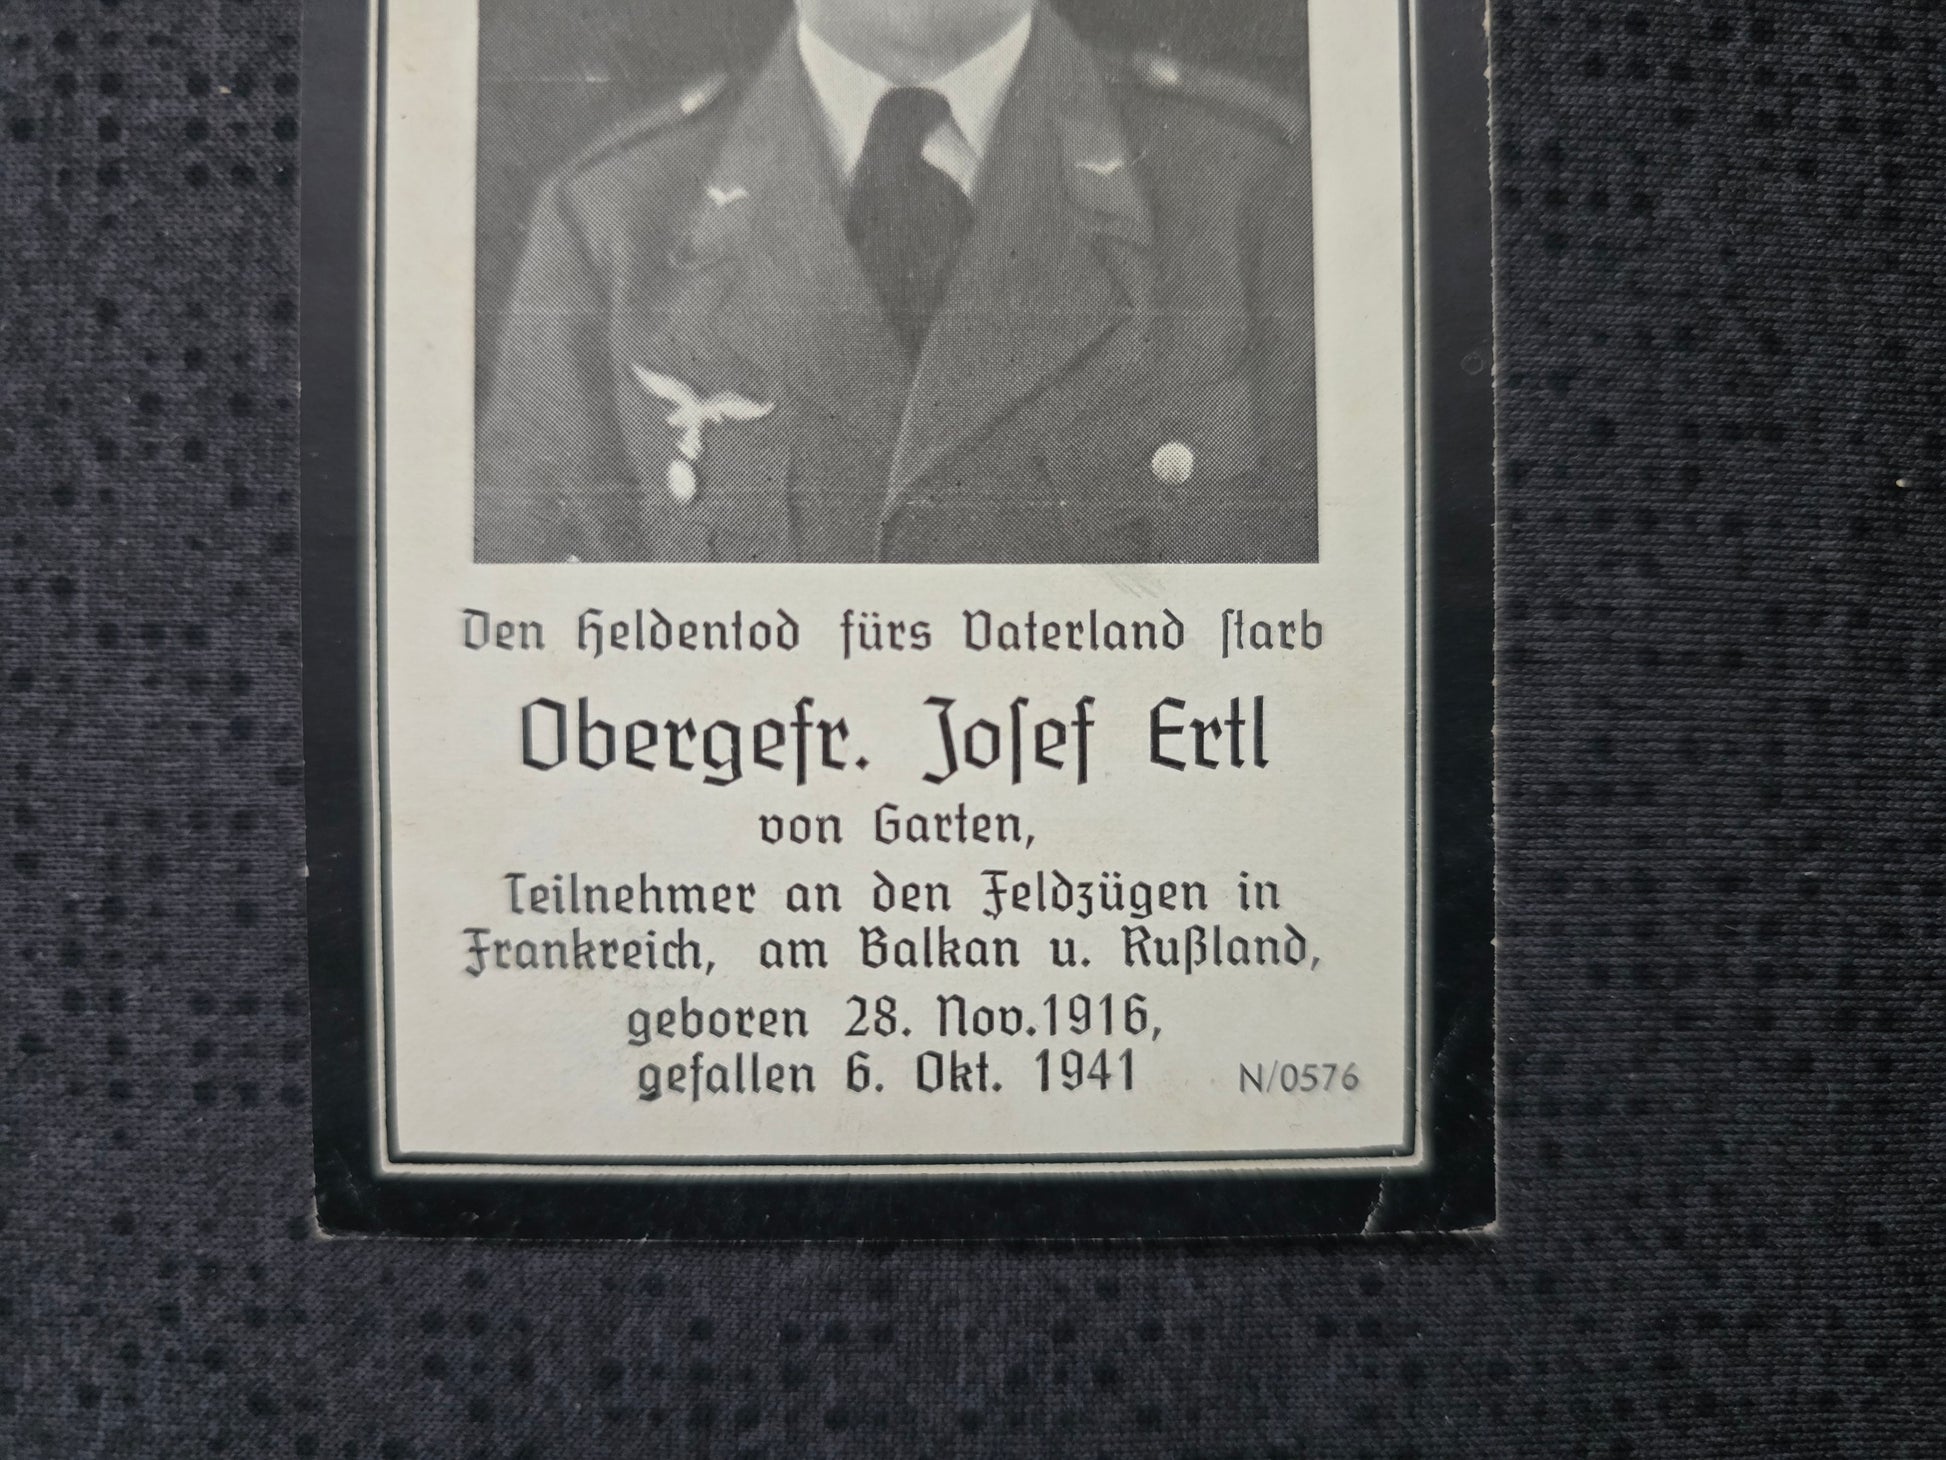 Den Heldentod fürs Vaterland ſtarb
Obergefr. Joſef Ertl
von Garten,
Teilnehmer an den Feldzügen in
Frankreich, am Balkan u. Rußland,
geboren 28. Nov. 1916,
gefallen 6. Okt. 1941
N/0576